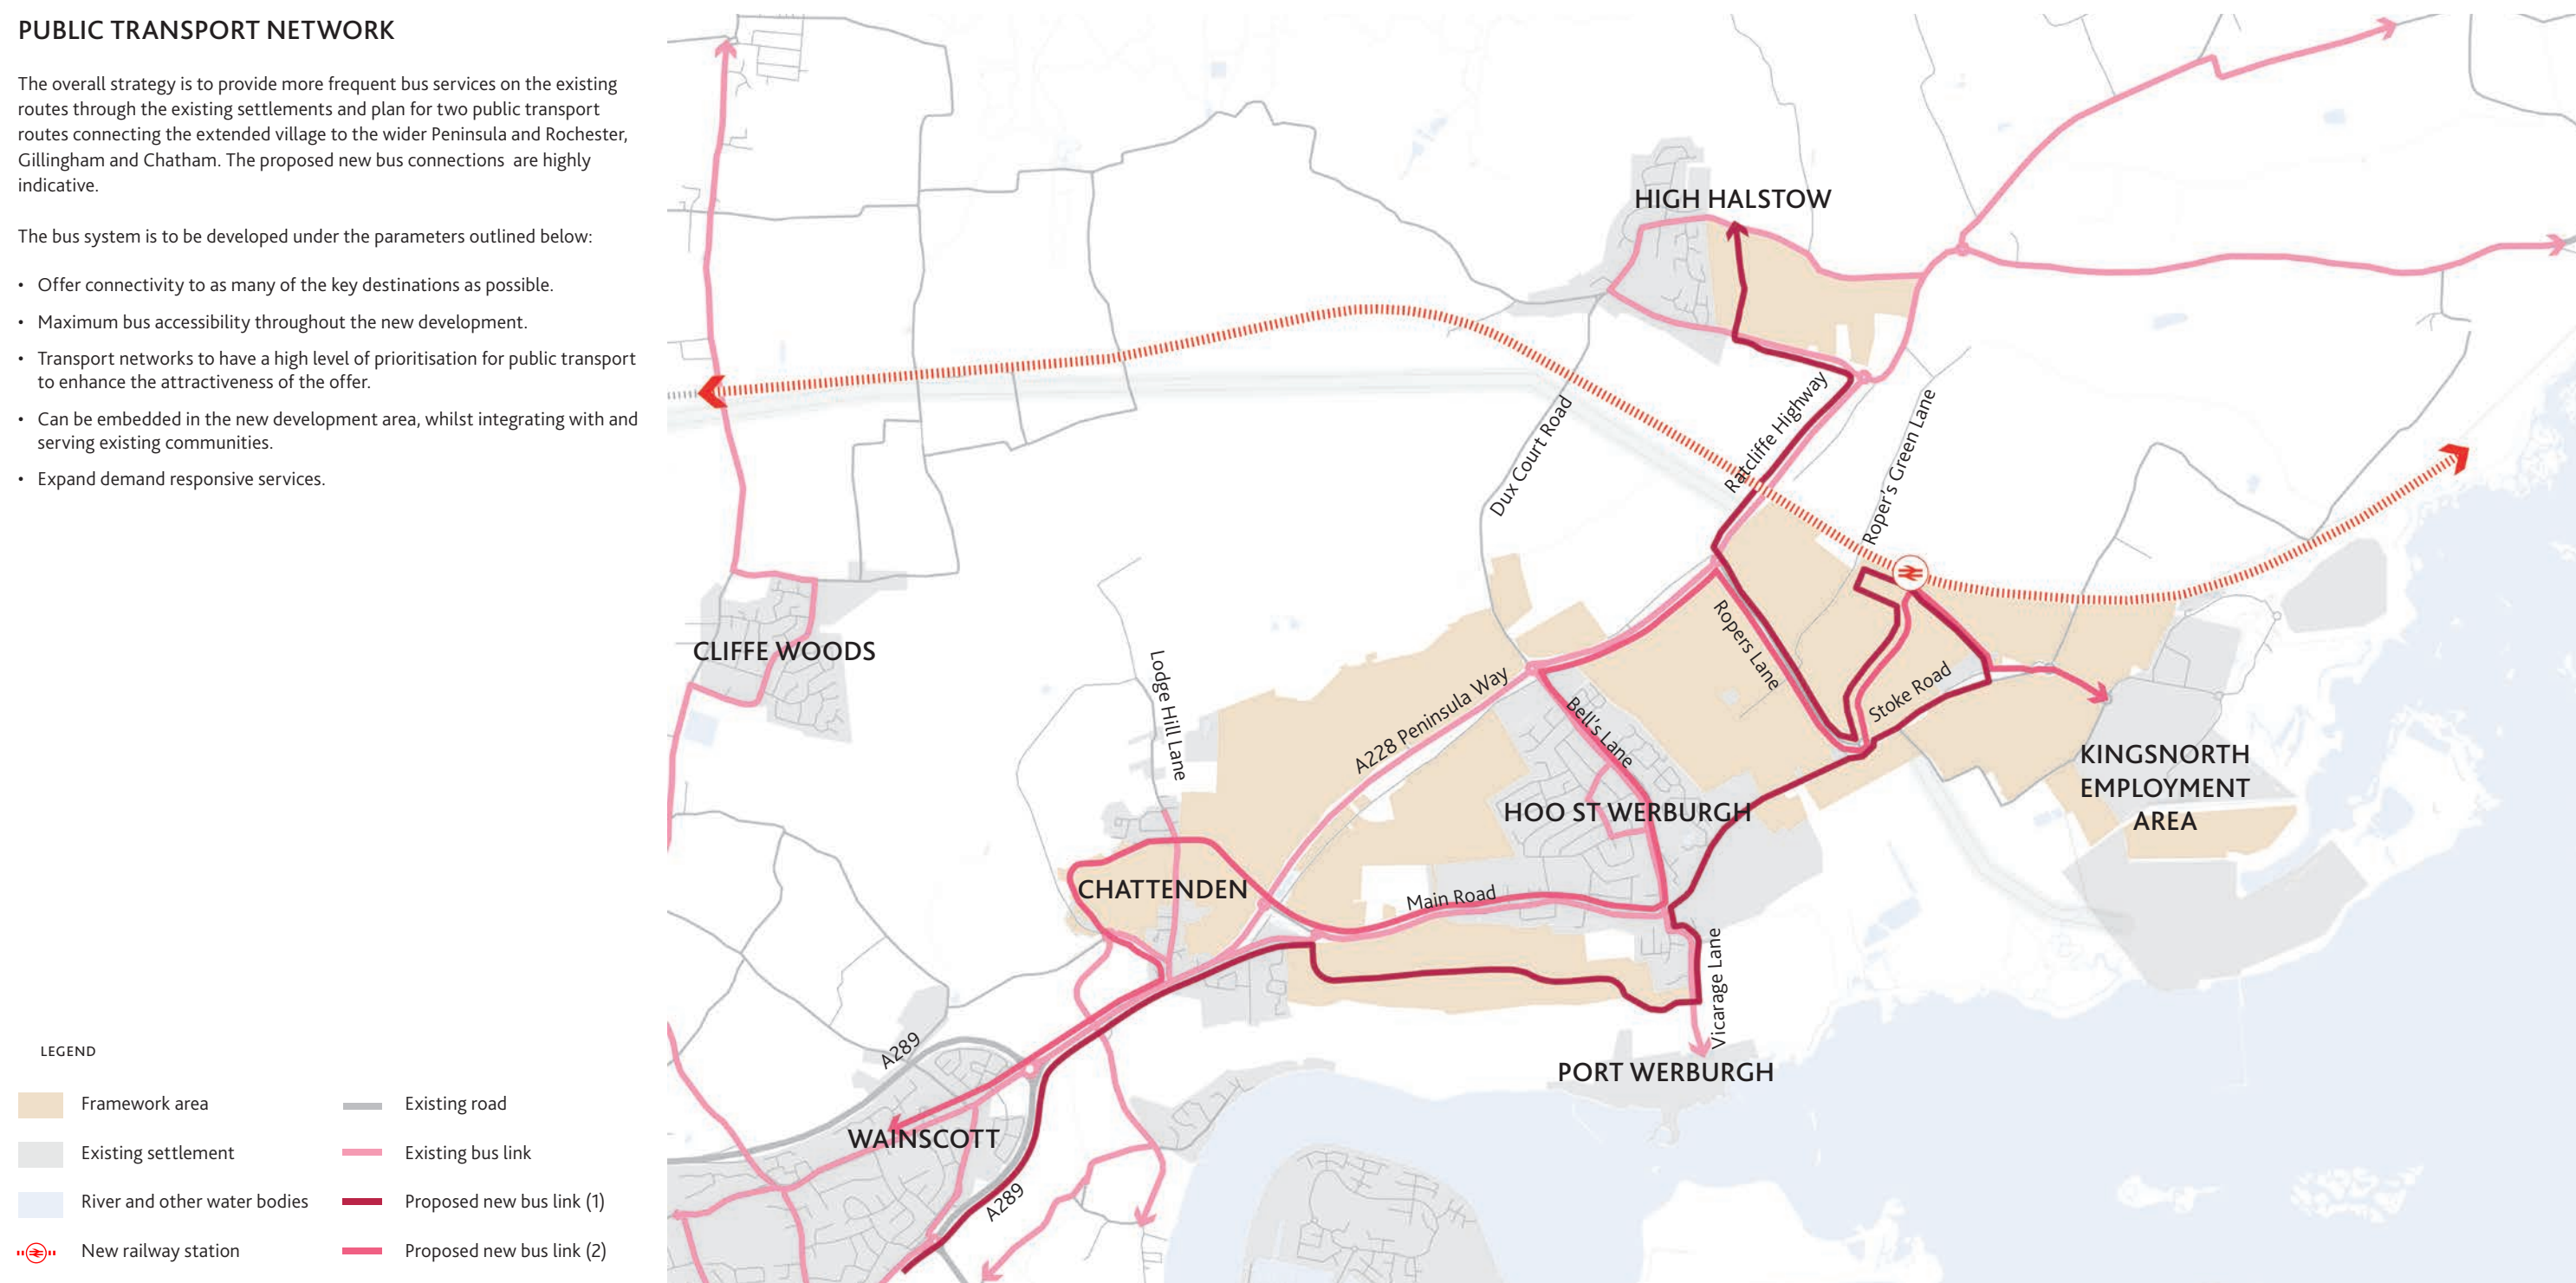 PUBLIC TRANSPORT NETWORK
The overall strategy is to provide more frequent bus services on the existing
routes through the existing settlements and plan for two public transport
routes connecting the extended village to the wider Peninsula and Rochester,
Gillingham and Chatham. The proposed new bus connections are highly
indicative.
The bus system is to be developed under the parameters outlined below:
• Offer connectivity to as many of the key destinations as possible.
• Maximum bus accessibility throughout the new development.
• Transport networks to have a high level of prioritisation for public transport
to enhance the attractiveness of the offer.
• Can be embedded in the new development area, whilst integrating with and
serving existing communities.
• Expand demand responsive services.
LEGEND
Framework area
Existing settlement
River and other water bodies
New railway station
Existing road
Existing bus link
Proposed new bus link (1)
Proposed new bus link (2)
HIGH HALSTOW
Ratcliffe Highway
Dux Court Road
Roper's Green Lane
CLIFFE WOODS
Lodge Hill Lane
Ropers Lane
A228 Peninsula Way
Bell's Lane
Stoke Road
KINGSNORTH
EMPLOYMENT
AREA
HOO ST WERBURGH
CHATTENDEN
Main Road
Vicarage Lane
A289
PORT WERBURGH
WAINSCOTT
A289